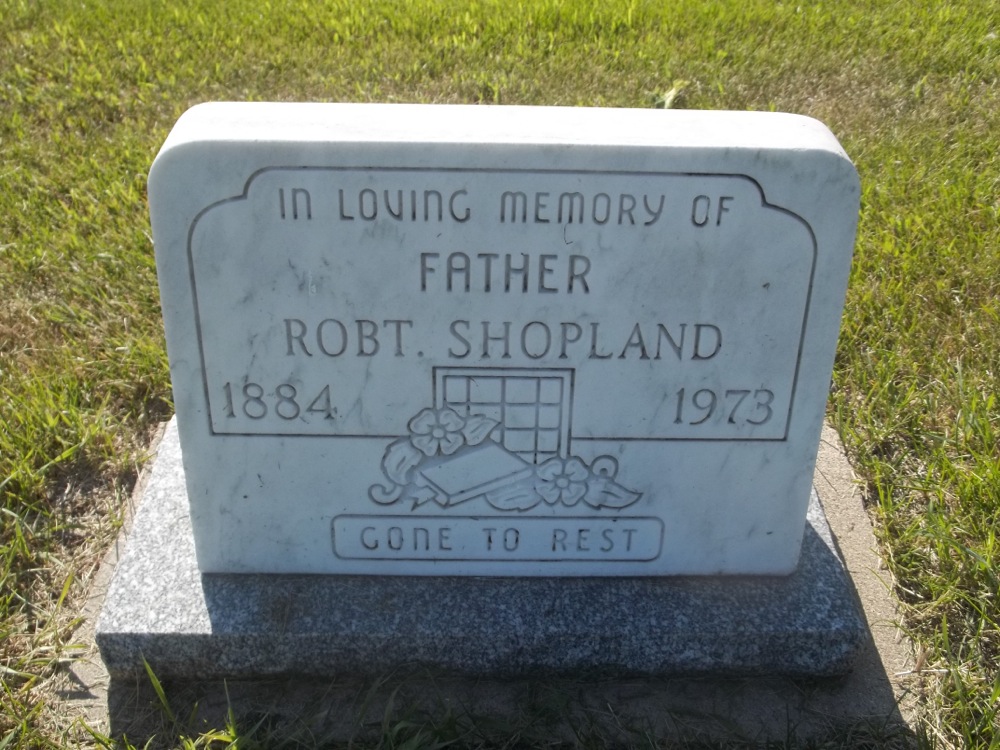 IN LOVING MEMORY OF
FATHER
ROBT. SHOPLAND
1884 1973
GONE TO REST